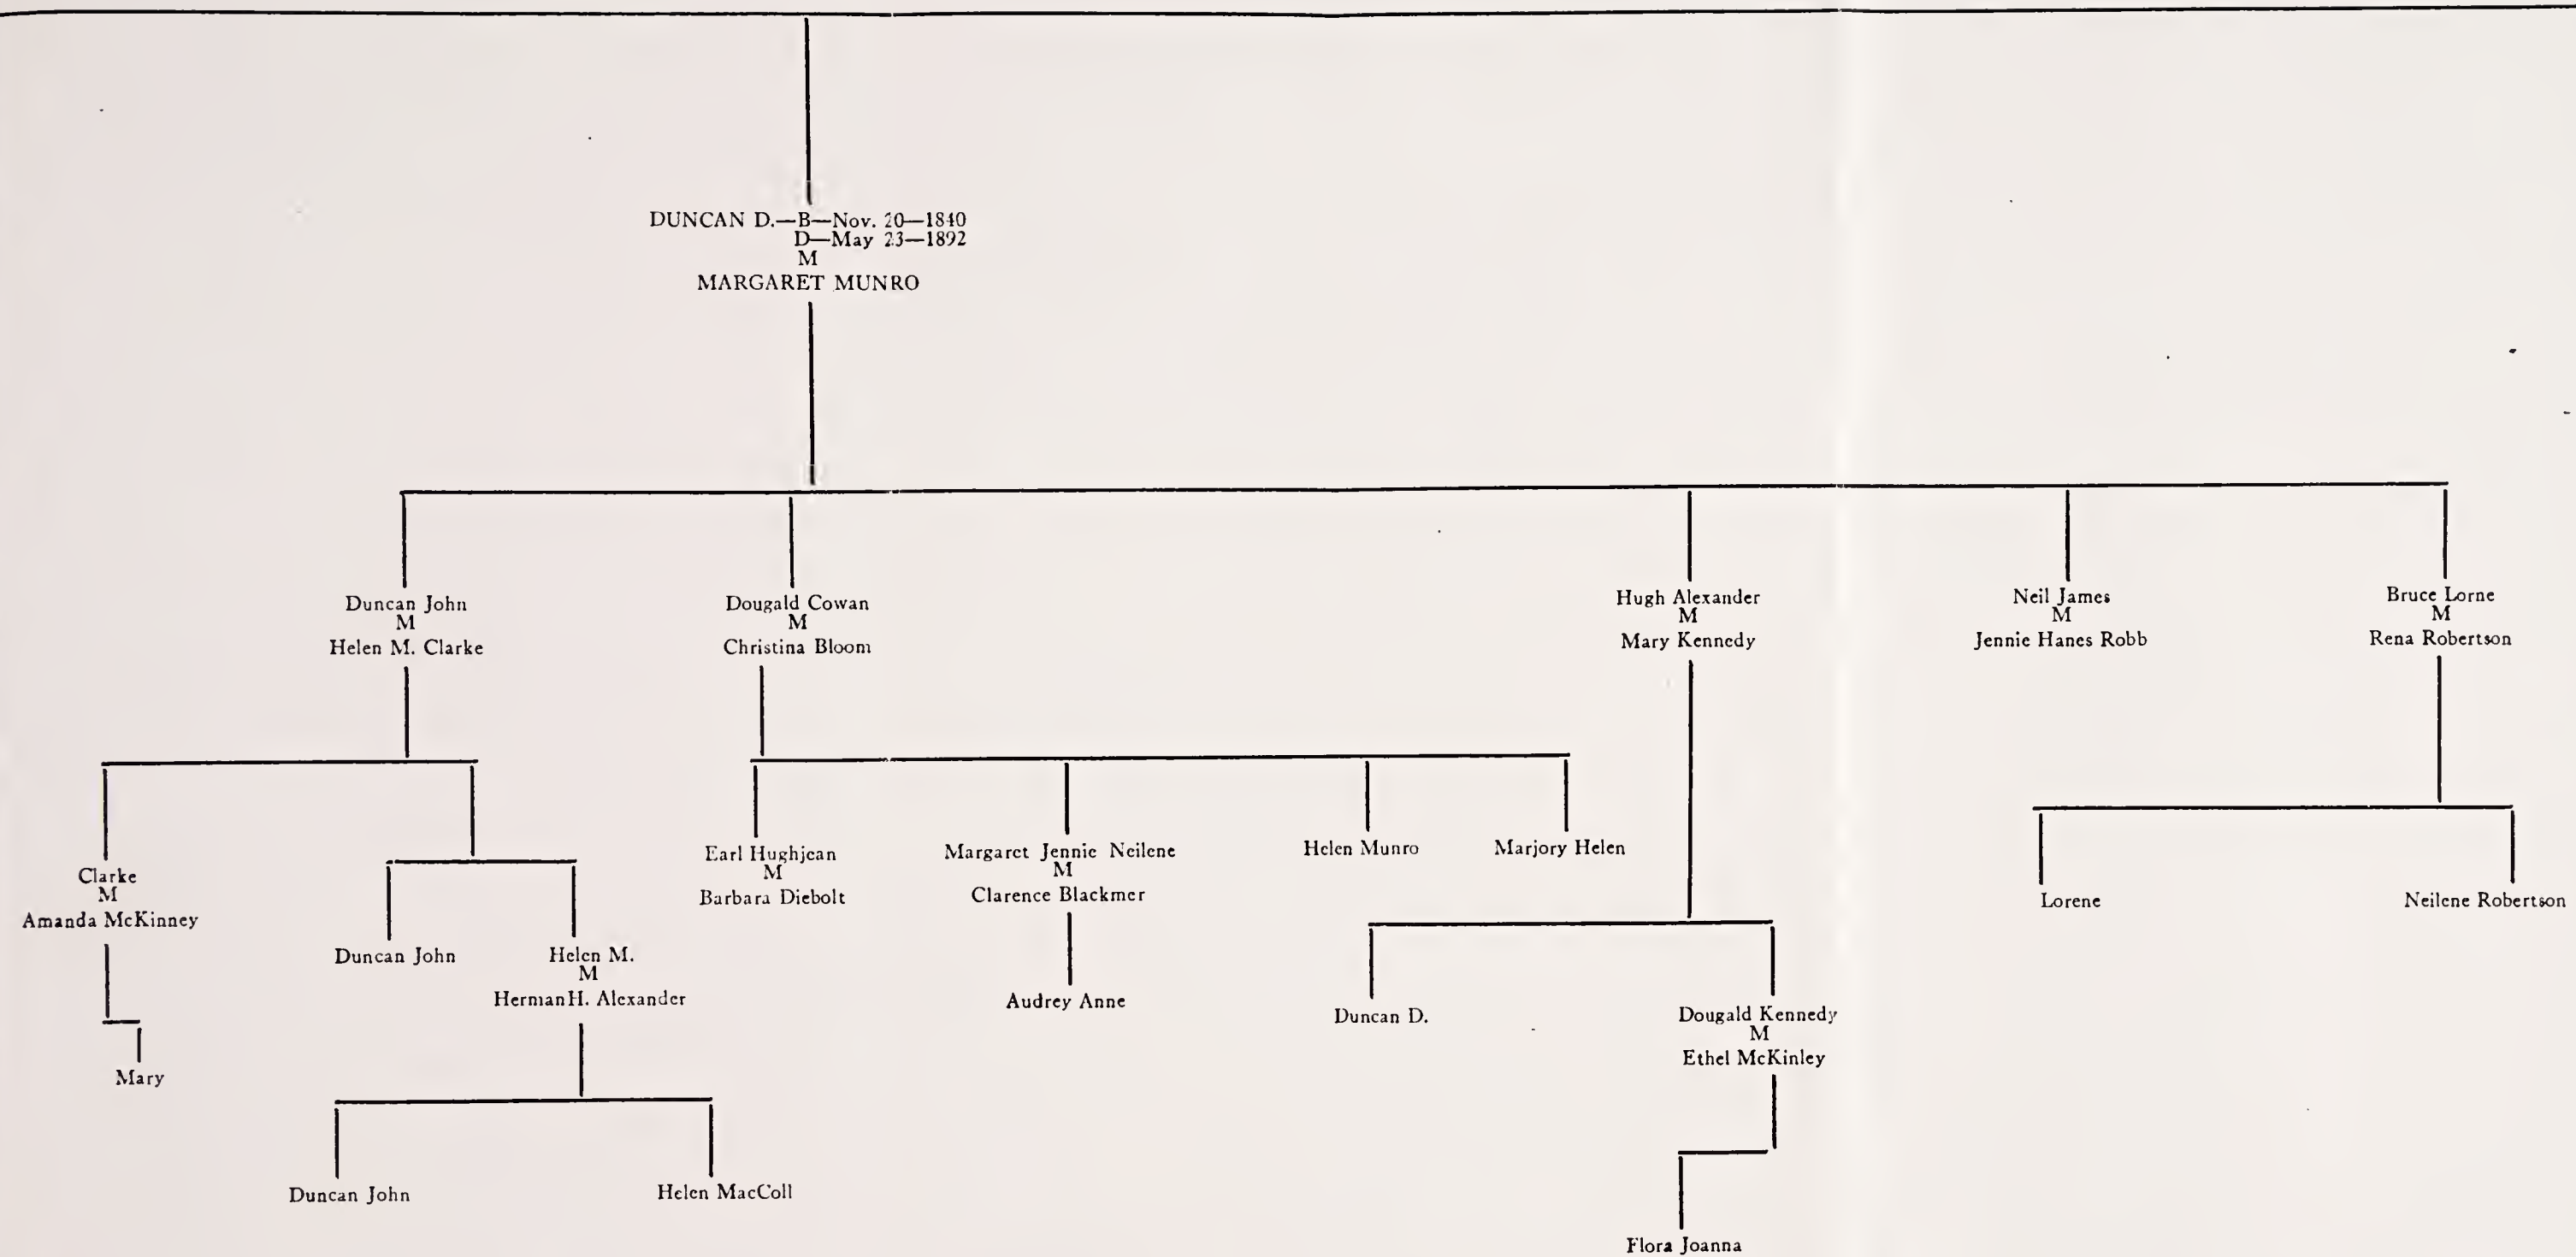 DUNCAN D.—B—Nov. 20—1840
D—May 23—1892
M
MARGARET MUNRO
Duncan John
M
Helen M. Clarke
Dougald Cowan
M
Christina Bloom
Hugh Alexander
M
Mary Kennedy
Neil James
M
Jennie Hanes Robb
Bruce Lorne
M
Rena Robertson
Clarke
M
Amanda McKinney
Mary
Duncan John
Helen M.
M
Herman H. Alexander
Duncan John
Helen MacColl
Earl Hughjean
M
Barbara Diebolt
Margaret Jennie Neilene
M
Clarence Blackmer
Audrey Anne
Helen Munro
Marjory Helen
Duncan D.
Dougald Kennedy
M
Ethel McKinley
Flora Joanna
Lorene
Neilene Robertson